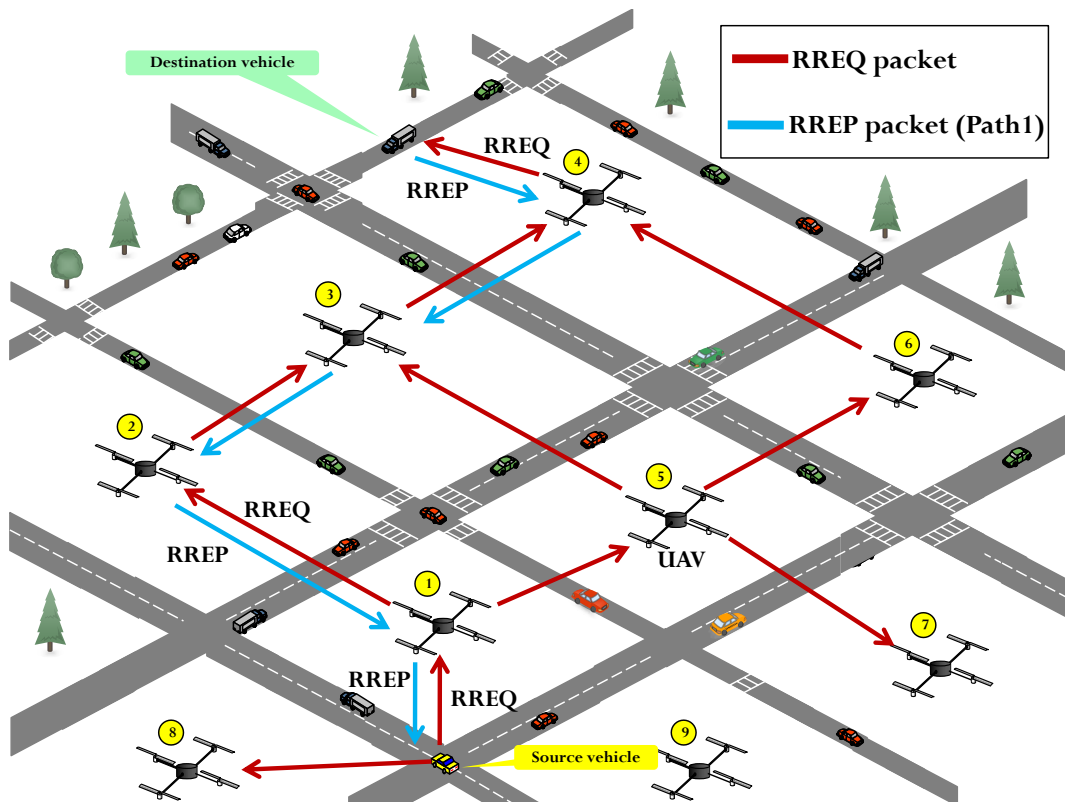 Destination vehicle
RREQ packet
RREP packet (Path1)
RREQ
4
RREP
3
6
2
5
RREQ
UAV
RREP
1
7
RREP
RREQ
8
9
Source vehicle